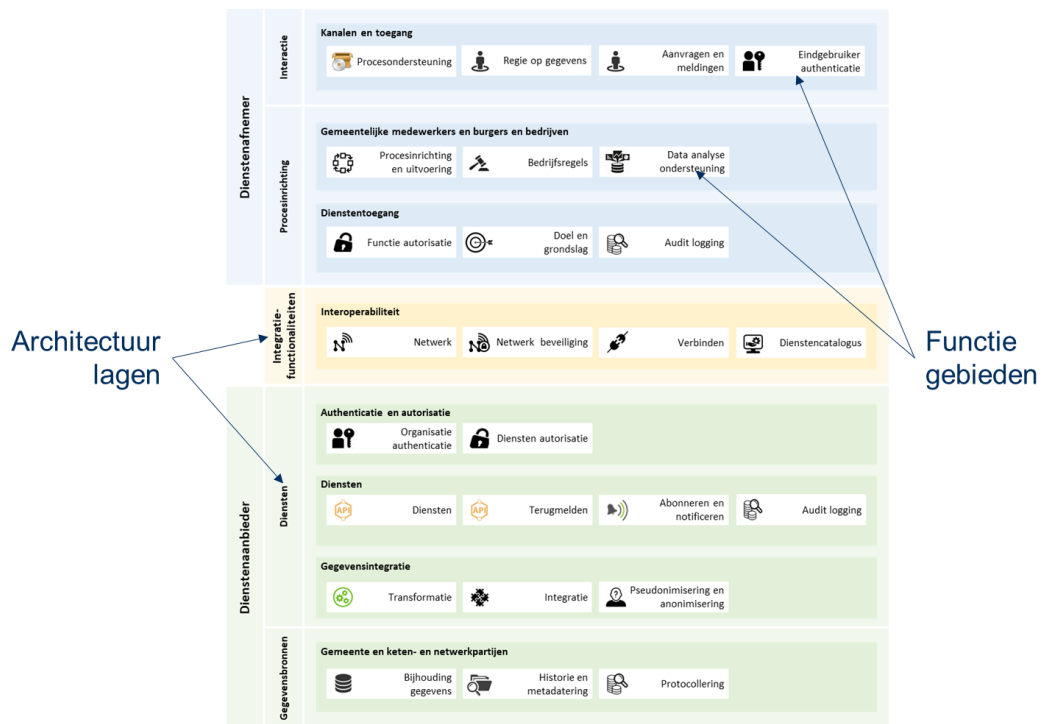 Dienstenafnemer
Interactie
Kanalen en toegang
Procesondersteuning
Regie op gegevens
Aanvragen en
meldingen
Eindgebruiker
authenticatie
Procesinrichting
Gemeentelijke medewerkers en burgers en bedrijven
Procesinrichting
en uitvoering
Bedrijfsregels
Data analyse
ondersteuning
Dienstentoegang
Functie autorisatie
Doel en
grondslag
Audit logging
Architectuur
lagen
Integratie-
functionaliteiten
Interoperabiliteit
Netwerk
Netwerk beveiliging
Verbinden
Dienstencatalogus
Functie
gebieden
Dienstenaanbieder
Diensten
Authenticatie en autorisatie
Organisatie
authenticatie
Diensten autorisatie
Diensten
API
Diensten
API
Terugmelden
Abonneren en
notificeren
Audit logging
Gegevensintegratie
Transformatie
Integratie
Pseudonimisering en
anonimisering
Gegevensbronnen
Gemeente en keten- en netwerkpartijen
Bijhouding
gegevens
Historie en
metadatering
Protocollering